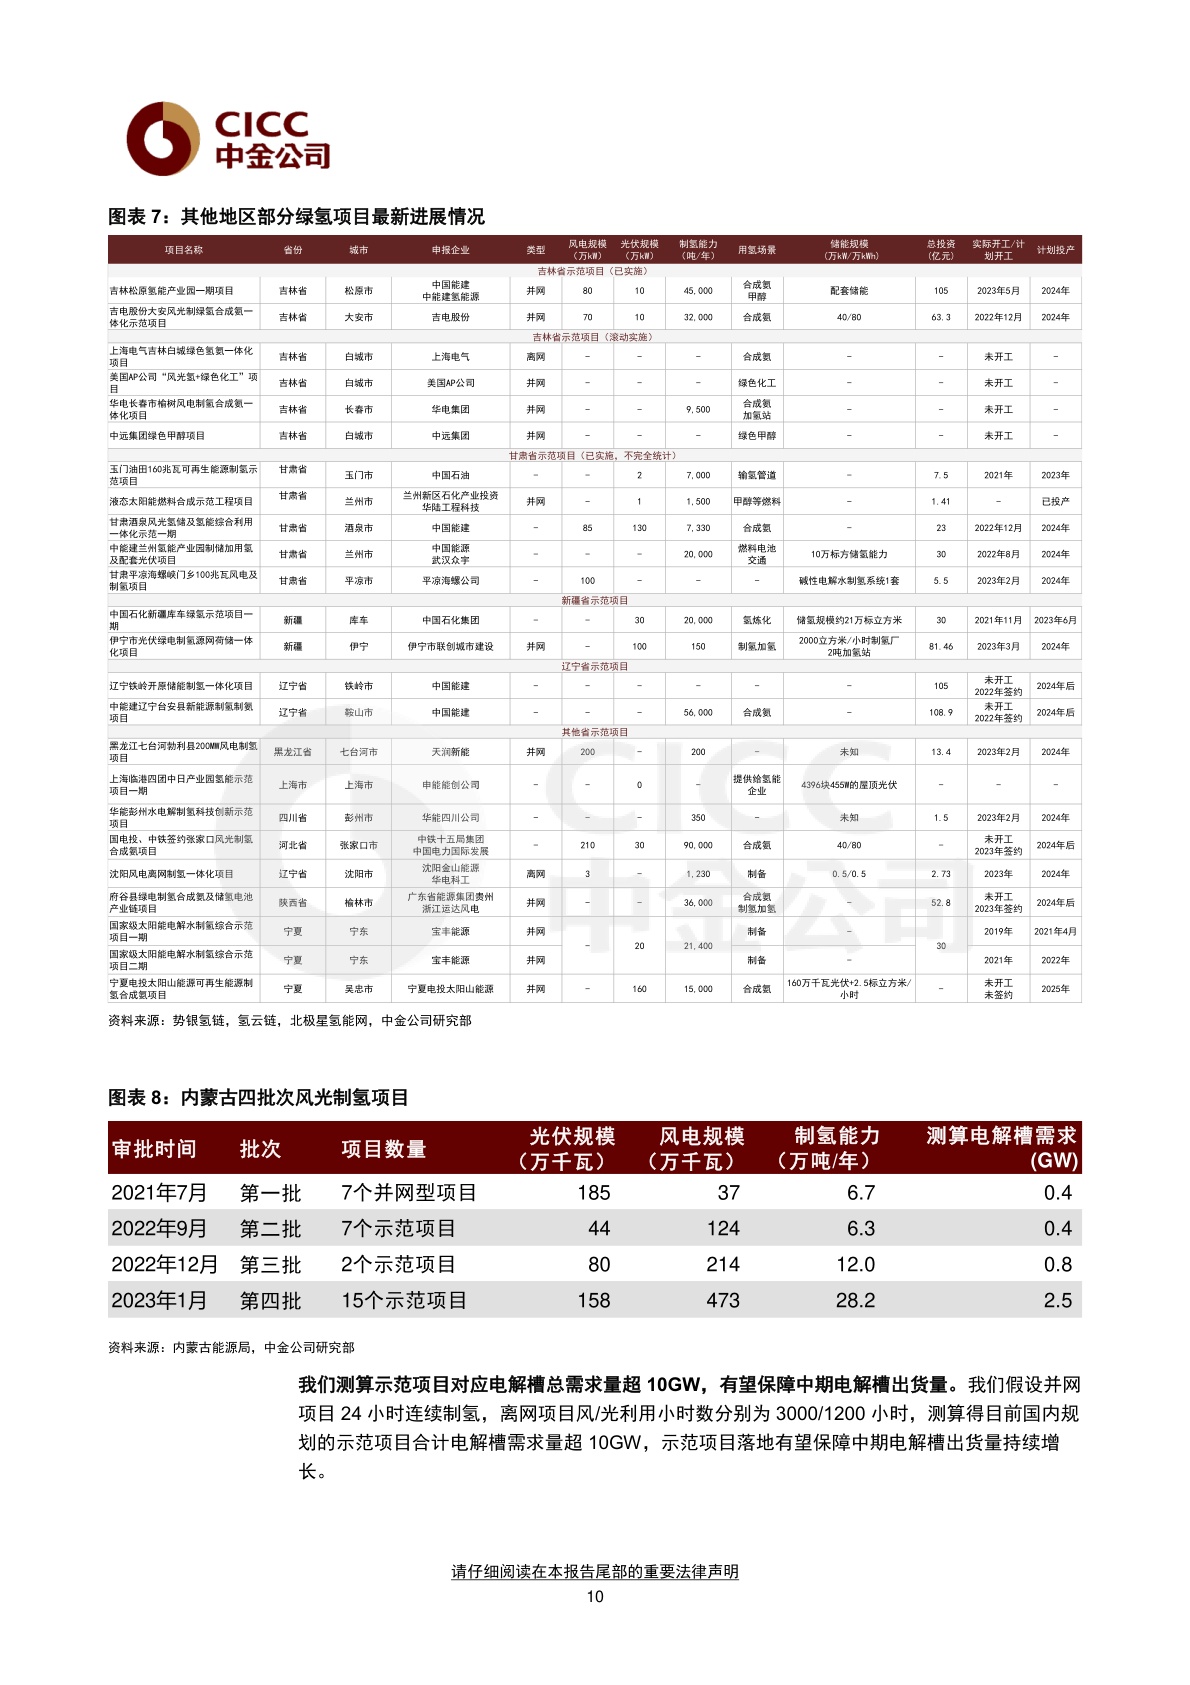 CICC
中金公司
图表 7：其他地区部分绿氢项目最新进展情况
项目名称 省份 城市 申报企业 类型 风电规模（万kW） 光伏规模（万kW） 制氢能力（吨/年） 用氢场景 储能规模（万kW/万kWh） 总投资（亿元） 实际开工/计划开工 计划投产
吉林省示范项目（已实施）
吉林松原氢能产业园一期项目 吉林省 松原市 中国能建 中能建氢能源 并网 80 10 45,000 合成氨 甲醇 配套储能 105 2023年5月 2024年
吉电股份大安风光制绿氢合成氨一体化示范项目 吉林省 大安市 吉电股份 并网 70 10 32,000 合成氨 40/80 63.3 2022年12月 2024年
吉林省示范项目（滚动实施）
上海电气吉林白城绿色氢氨一体化项目 吉林省 白城市 上海电气 离网 - - - 合成氨 - - 未开工 -
美国AP公司“风光氢+绿色化工”项目 吉林省 白城市 美国AP公司 并网 - - - 绿色化工 - - 未开工 -
华电长春市榆树风电制氢合成氨一体化项目 吉林省 长春市 华电集团 并网 - - 9,500 合成氨 加氢站 - - 未开工 -
中远集团绿色甲醇项目 吉林省 白城市 中远集团 并网 - - - 绿色甲醇 - - 未开工 -
甘肃省示范项目（已实施，不完全统计）
玉门油田160兆瓦可再生能源制氢示范项目 甘肃省 玉门市 中国石油 - - 2 7,000 输氢管道 - 7.5 2021年 2023年
液态太阳能燃料合成示范工程项目 甘肃省 兰州市 兰州新区石化产业投资 华陆工程科技 并网 - 1 1,500 甲醇等燃料 - 1.41 - 已投产
甘肃酒泉风光氢储及氢能综合利用一体化示范一期 甘肃省 酒泉市 中国能建 - 85 130 7,330 合成氨 - 23 2022年12月 2024年
中能建兰州氢能产业园制储加用氢及配套光伏项目 甘肃省 兰州市 中国能源 武汉众宇 - - - 20,000 燃料电池 交通 10万标方储氢能力 30 2022年8月 2024年
甘肃平凉海螺峡门乡100兆瓦风电及制氢项目 甘肃省 平凉市 平凉海螺公司 - 100 - - - 碱性电解水制氢系统1套 5.5 2023年2月 2024年
新疆省示范项目
中国石化新疆库车绿氢示范项目一期 新疆 库车 中国石化集团 - - 30 20,000 氢炼化 储氢规模约21万标立方米 30 2021年11月 2023年6月
伊宁市光伏绿电制氢源网荷储一体化项目 新疆 伊宁 伊宁市联创城市建设 并网 - 100 150 制氢加氢 2000立方米/小时制氢厂 2吨加氢站 81.46 2023年3月 2024年
辽宁省示范项目
辽宁铁岭开原储能制氢一体化项目 辽宁省 铁岭市 中国能建 - - - - - - 105 未开工 2022年签约 2024年后
中能建辽宁台安县新能源制氢制氨项目 辽宁省 鞍山市 中国能建 - - - 56,000 合成氨 - 108.9 未开工 2022年签约 2024年后
其他省示范项目
黑龙江七台河勃利县200MW风电制氢项目 黑龙江省 七台河市 天润新能 并网 200 - 200 - 未知 13.4 2023年2月 2024年
上海临港四团中日产业园氢能示范项目一期 上海市 上海市 申能能创公司 - - 0 - 提供给氢能企业 4396块455W的屋顶光伏 - - -
华能彭州水电解制氢科技创新示范项目 四川省 彭州市 华能四川公司 - - - 350 - 未知 1.5 2023年2月 2024年
国电投、中铁签约张家口风光制氢合成氨项目 河北省 张家口市 中铁十五局集团 中国电力国际发展 - 210 30 90,000 合成氨 40/80 - 未开工 2023年签约 2024年后
沈阳风电离网制氢一体化项目 辽宁省 沈阳市 沈阳金山能源 华电科工 离网 3 - 1,230 制备 0.5/0.5 2.73 2023年 2024年
府谷县绿电制氢合成氨及储氢电池产业链项目 陕西省 榆林市 广东省能源集团贵州 浙江运达风电 并网 - - 36,000 合成氨 制氢加氢 - 52.8 未开工 2023年签约 2024年后
国家级太阳能电解水制氢综合示范项目一期 宁夏 宁东 宝丰能源 并网 - 20 21,400 制备 - 30 2019年 2021年4月
国家级太阳能电解水制氢综合示范项目二期 宁夏 宁东 宝丰能源 并网 制备 - 2021年 2022年
宁夏电投太阳山能源可再生能源制氢合成氨项目 宁夏 吴忠市 宁夏电投太阳山能源 并网 - 160 15,000 合成氨 160万千瓦光伏+2.5标立方米/小时 - 未开工 未签约 2025年
资料来源：势银氢链，氢云链，北极星氢能网，中金公司研究部
图表 8：内蒙古四批次风光制氢项目
审批时间 批次 项目数量 光伏规模（万千瓦） 风电规模（万千瓦） 制氢能力（万吨/年） 测算电解槽需求(GW)
2021年7月 第一批 7个并网型项目 185 37 6.7 0.4
2022年9月 第二批 7个示范项目 44 124 6.3 0.4
2022年12月 第三批 2个示范项目 80 214 12.0 0.8
2023年1月 第四批 15个示范项目 158 473 28.2 2.5
资料来源：内蒙古能源局，中金公司研究部
我们测算示范项目对应电解槽总需求量超 10GW，有望保障中期电解槽出货量。我们假设并网
项目 24 小时连续制氢，离网项目风/光利用小时数分别为 3000/1200 小时，测算得目前国内规
划的示范项目合计电解槽需求量超 10GW，示范项目落地有望保障中期电解槽出货量持续增
长。
请仔细阅读在本报告尾部的重要法律声明
10